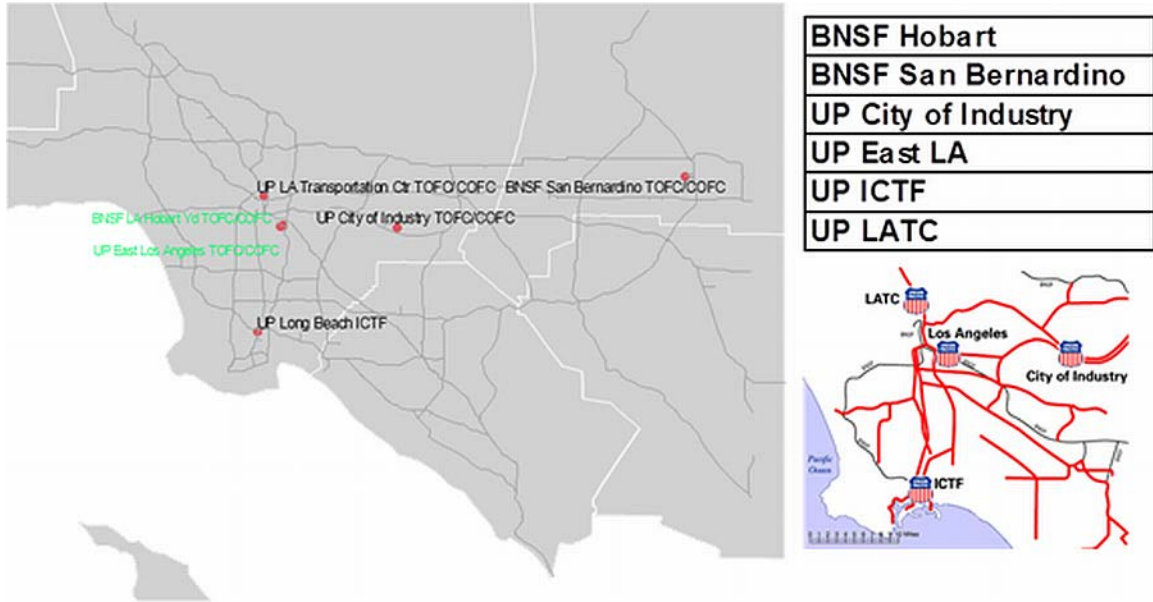 UP LA Transportation Ctr TOFC/COFC
BNSF San Bernardino TOFC/COFC
BNSF LA Hobart Yd TOFC/COFC
UP City of Industry TOFC/COFC
UP East Los Angeles TOFC/COFC
UP Long Beach ICTF
BNSF Hobart
BNSF San Bernardino
UP City of Industry
UP East LA
UP ICTF
UP LATC
LATC
Los Angeles
City of Industry
Pacific
Ocean
ICTF